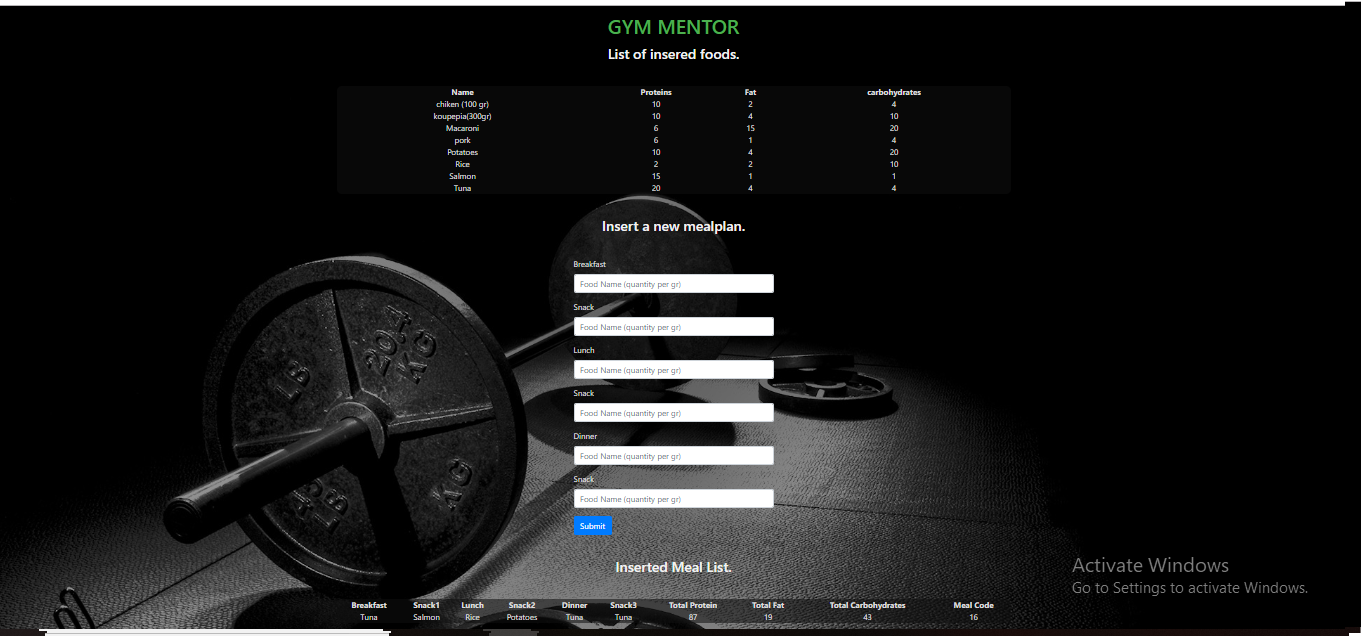 GYM MENTOR
List of insered foods.
Name Proteins Fat carbohydrates
chiken (100 gr) 10 2 4
koupepia(300gr) 10 4 10
Macaroni 6 15 20
pork 6 1 4
Potatoes 10 4 20
Rice 2 2 10
Salmon 15 1 1
Tuna 20 4 4
Insert a new mealplan.
Breakfast
Food Name (quantity per gr)
Snack
Food Name (quantity per gr)
Lunch
Food Name (quantity per gr)
Snack
Food Name (quantity per gr)
Dinner
Food Name (quantity per gr)
Snack
Food Name (quantity per gr)
Submit
LB
20.4
KG
KG
LB
Inserted Meal List.
Activate Windows
Go to Settings to activate Windows.
Breakfast Snack1 Lunch Snack2 Dinner Snack3 Total Protein Total Fat Total Carbohydrates Meal Code
Tuna Salmon Rice Potatoes Tuna Tuna 87 19 43 16